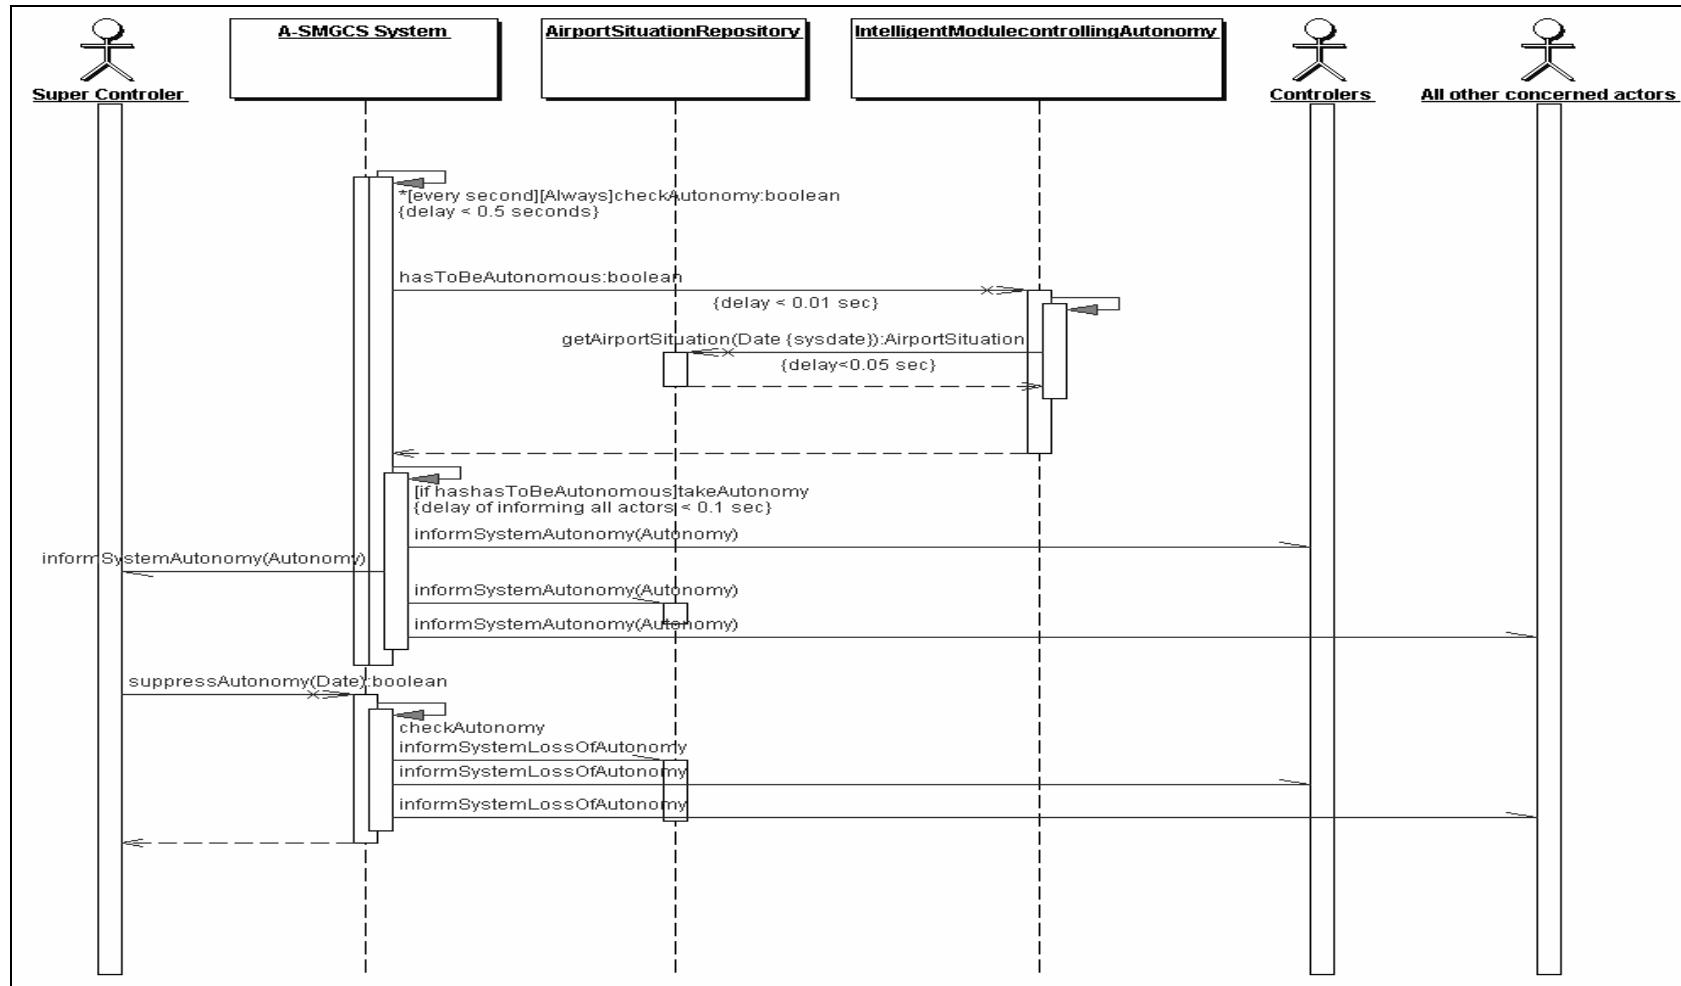 A-SMGCS System
AirportSituationRepository
IntelligentModulecontrollingAutonomy
Super Controler
Controlers
All other concerned actors
*[every second][Always]checkAutonomy:boolean
{delay < 0.5 seconds}
hasToBeAutonomous:boolean
{delay < 0.01 sec}
getAirportSituation(Date {sysdate}):AirportSituation
{delay<0.05 sec}
[if hashasToBeAutonomous]takeAutonomy
{delay of informing all actors < 0.1 sec}
informSystemAutonomy(Autonomy)
informSystemAutonomy(Autonomy)
informSystemAutonomy(Autonomy)
informSystemAutonomy(Autonomy)
suppressAutonomy(Date):boolean
checkAutonomy
informSystemLossOfAutonomy
informSystemLossOfAutonomy
informSystemLossOfAutonomy